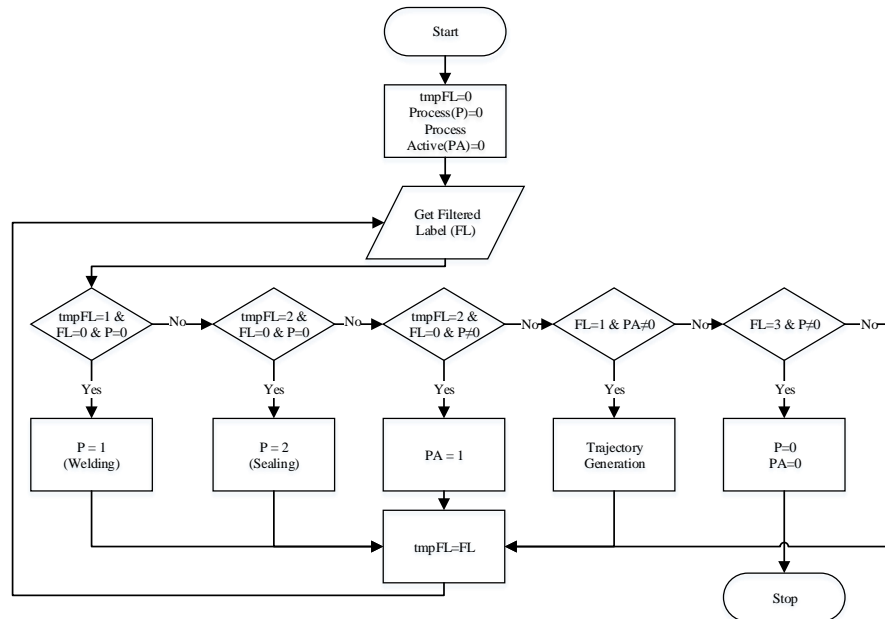 Start
tmpFL=0
Process(P)=0
Process
Active(PA)=0
Get Filtered
Label (FL)
tmpFL=1 &
FL=0 & P=0
No
tmpFL=2 &
FL=0 & P=0
No
tmpFL=2 &
FL=0 & P≠0
No
FL=1 & PA≠0
No
FL=3 & P≠0
No
Yes
Yes
Yes
Yes
Yes
P = 1
(Welding)
P = 2
(Sealing)
PA = 1
Trajectory
Generation
P=0
PA=0
tmpFL=FL
Stop